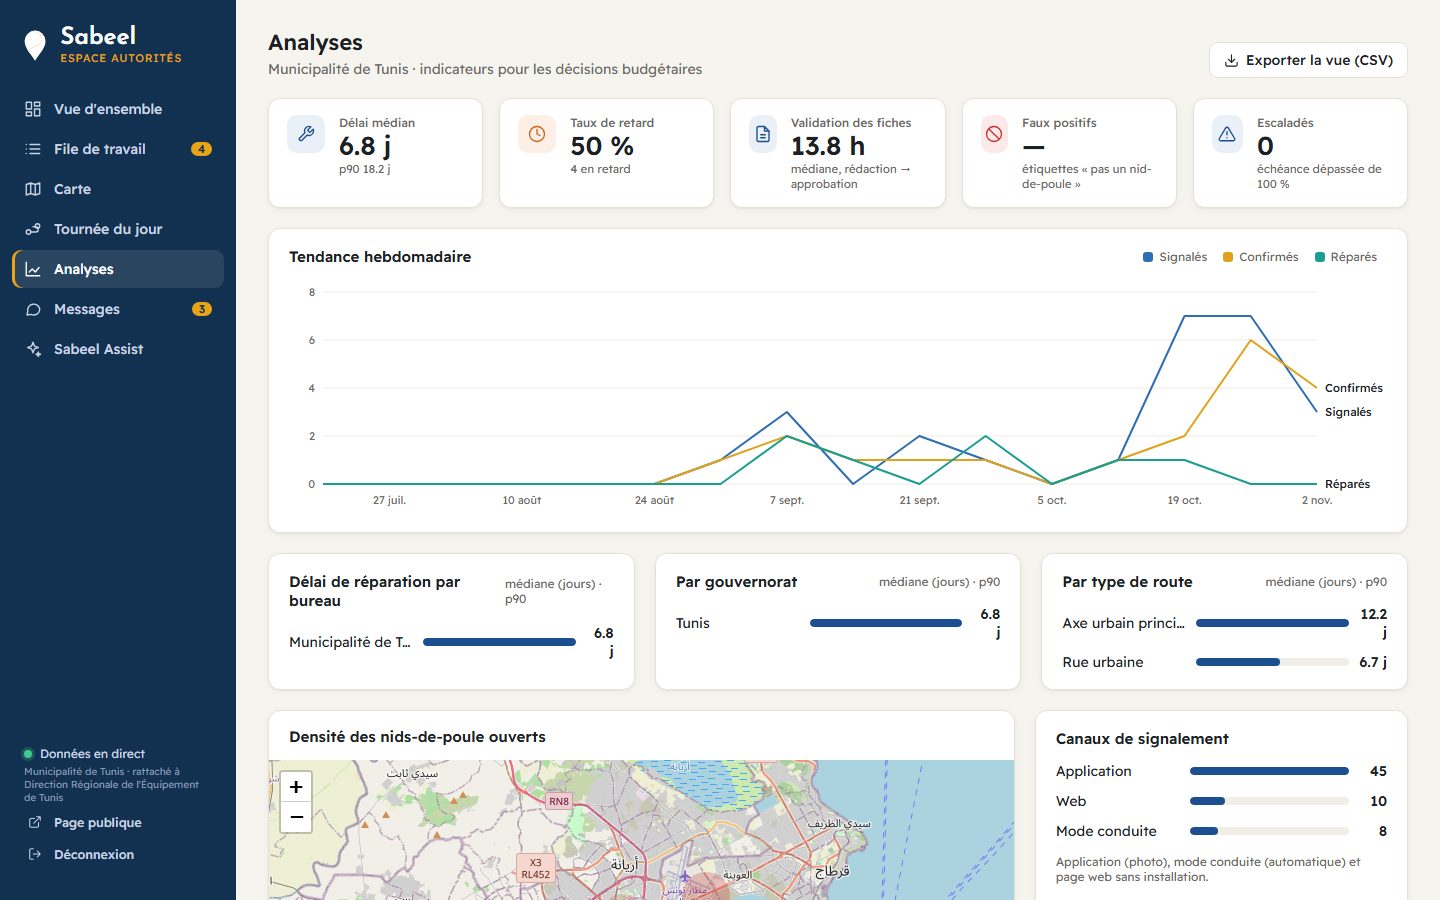 Sabeel
ESPACE AUTORITÉS
Vue d'ensemble
File de travail 4
Carte
Tournée du jour
Analyses
Messages 3
Sabeel Assist
Données en direct
Municipalité de Tunis · rattaché à
Direction Régionale de l'Équipement
de Tunis
Page publique
Déconnexion
Analyses
Municipalité de Tunis · indicateurs pour les décisions budgétaires
Exporter la vue (CSV)
Délai médian
6.8 j
p90 18.2 j
Taux de retard
50 %
4 en retard
Validation des fiches
13.8 h
médiane, rédaction →
approbation
Faux positifs
—
étiquettes « pas un nid-
de-poule »
Escaladés
0
échéance dépassée de
100 %
Tendance hebdomadaire
Signalés Confirmés Réparés
8
6
4
2
0
Confirmés
Signalés
Réparés
27 juil. 10 août 24 août 7 sept. 21 sept. 5 oct. 19 oct. 2 nov.
Délai de réparation par
bureau
médiane (jours) ·
p90
Municipalité de T... 6.8
j
Par gouvernorat médiane (jours) · p90
Tunis 6.8
j
Par type de route médiane (jours) · p90
Axe urbain princi... 12.2
j
Rue urbaine 6.7 j
Densité des nids-de-poule ouverts
+
−
سيدي ثابت
أريانة
RN8
سيدي الظريف
X3
RL452
أريانة
العوينة
قرطاج
مطار تونس
Canaux de signalement
Application 45
Web 10
Mode conduite 8
Application (photo), mode conduite (automatique) et
page web sans installation.